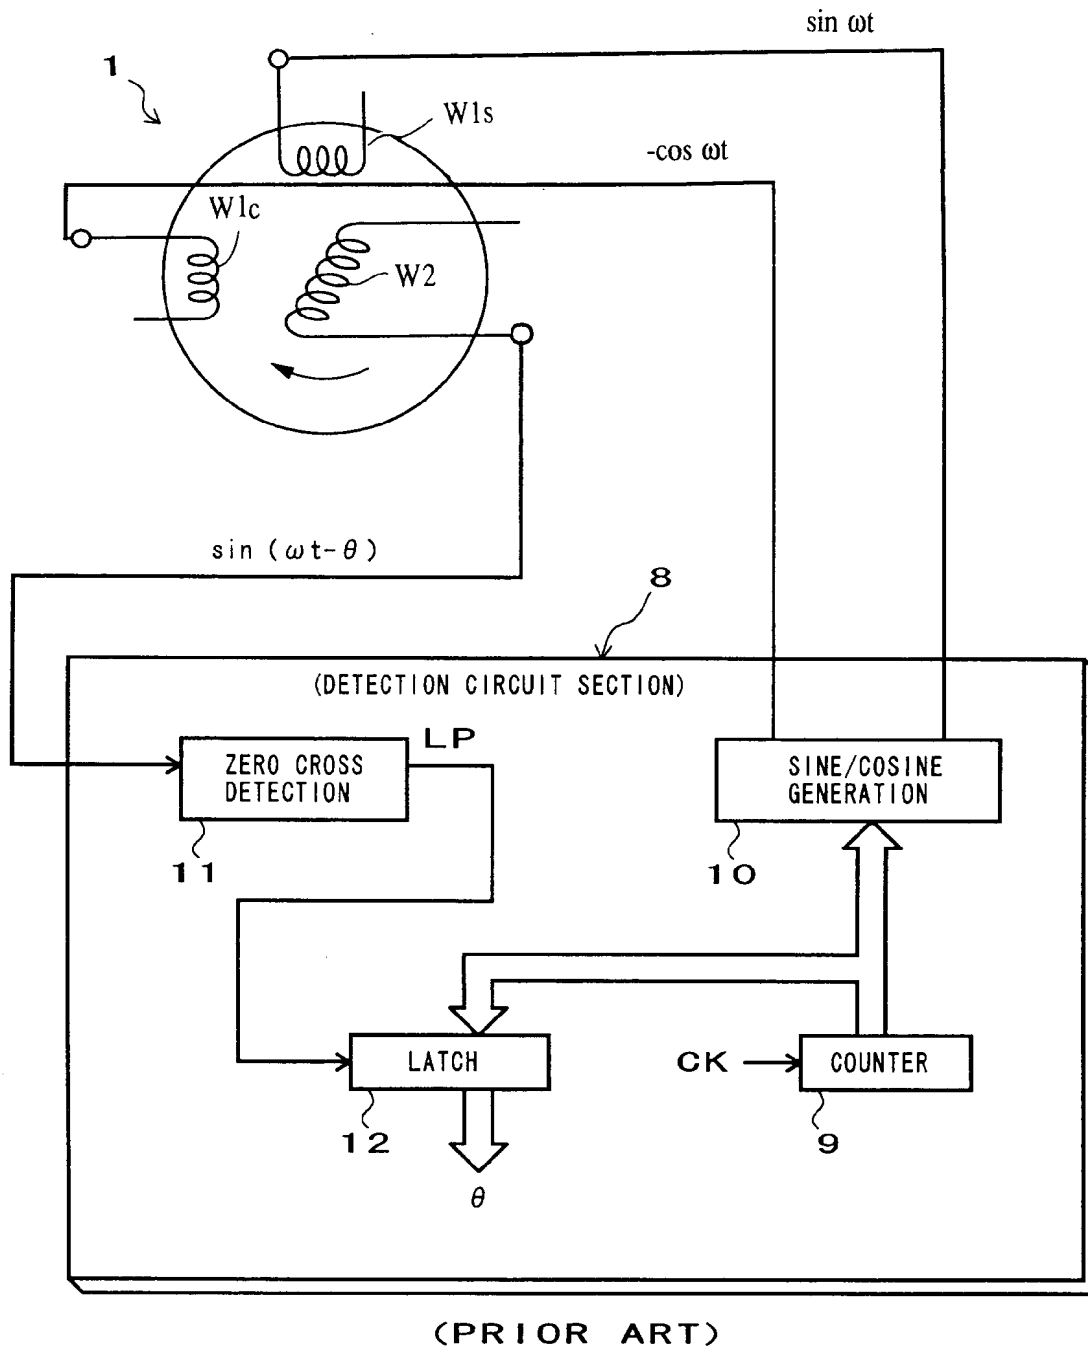 sin ωt
1
W1s
-cos ωt
W1c
W2
sin (ωt-θ)
8
(DETECTION CIRCUIT SECTION)
LP
ZERO CROSS
DETECTION
SINE/COSINE
GENERATION
11
10
LATCH
CK
COUNTER
12
9
θ
(PRIOR ART)